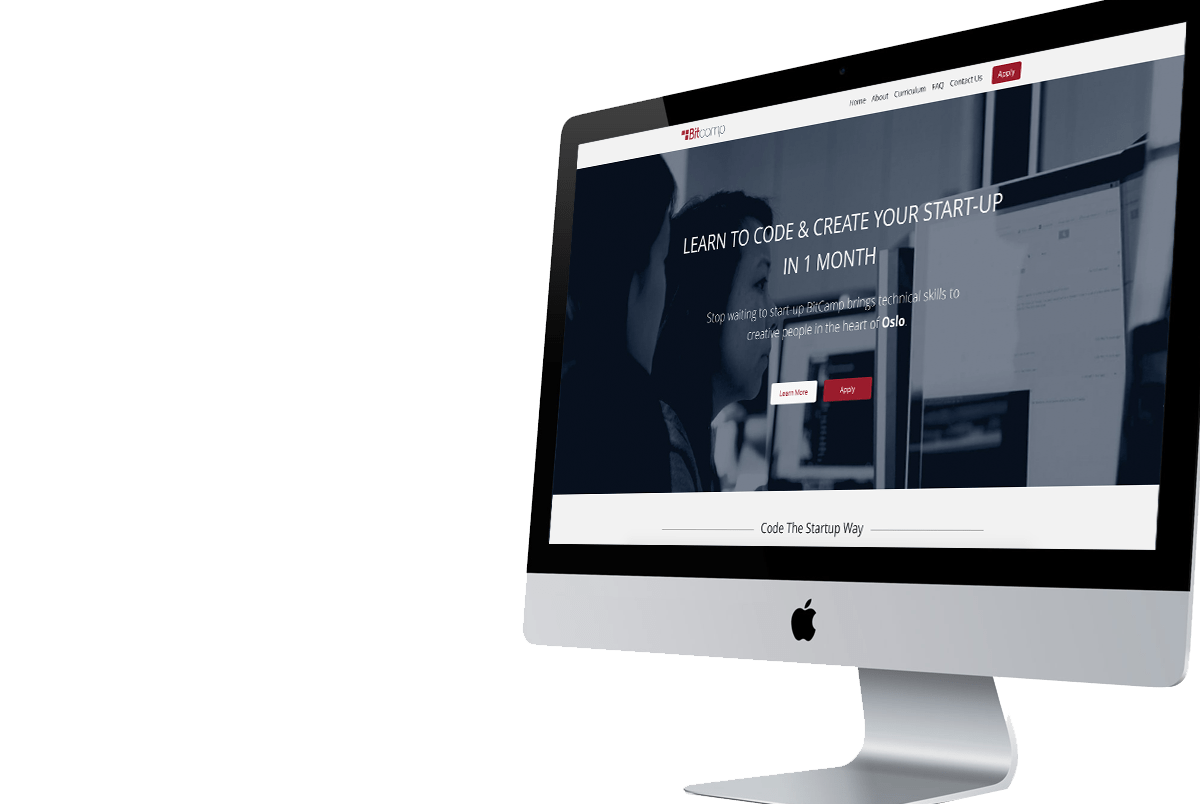 Bitcamp
Home About Curriculum FAQ Contact Us Apply
LEARN TO CODE & CREATE YOUR START-UP
IN 1 MONTH
Stop waiting to start-up BitCamp brings technical skills to
creative people in the heart of Oslo.
Learn More Apply
Code The Startup Way